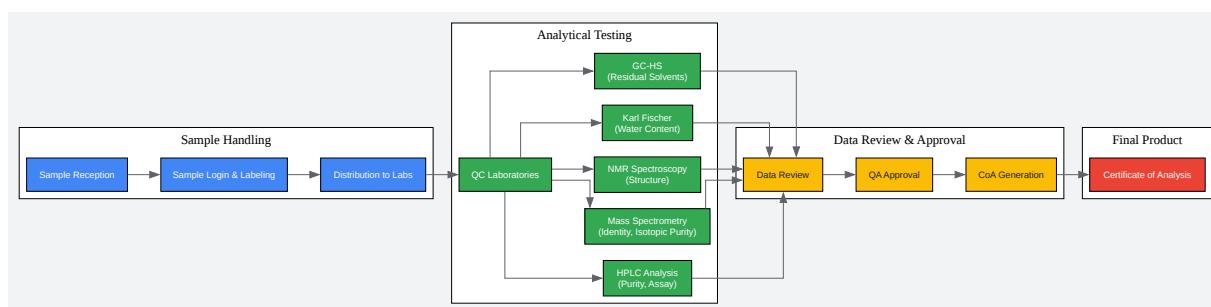 Sample Handling
Sample Reception
Sample Login & Labeling
Distribution to Labs
Analytical Testing
QC Laboratories
GC-HS
(Residual Solvents)
Karl Fischer
(Water Content)
NMR Spectroscopy
(Structure)
Mass Spectrometry
(Identity, Isotopic Purity)
HPLC Analysis
(Purity, Assay)
Data Review & Approval
Data Review
QA Approval
CoA Generation
Final Product
Certificate of Analysis